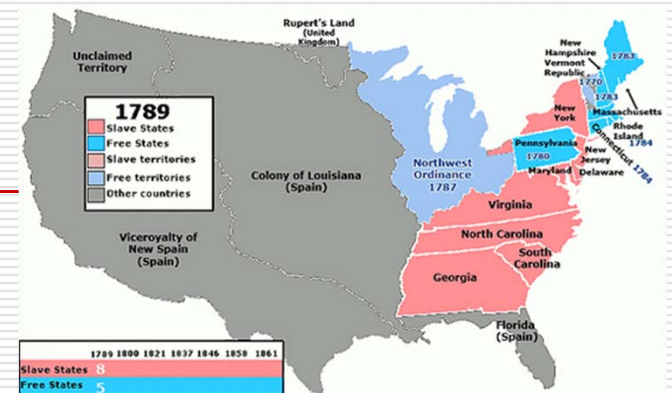 Rupert's Land
(United
Kingdom)
Unclaimed
Territory
New
Hampshire
Vermont
Republic
1783
1770
1783
Massachusetts
Rhode
Island
1784
Connecticut 1784
New
York
Pennsylvania
1780
New
Jersey
Maryland
Delaware
1789
Slave States
Free States
Slave territories
Free territories
Other countries
Northwest
Ordinance
1787
Colony of Louisiana
(Spain)
Virginia
Viceroyalty of
New Spain
(Spain)
North Carolina
South
Carolina
Georgia
Florida
(Spain)
1789 1800 1821 1837 1846 1858 1861
Slave States 8
Free States 5